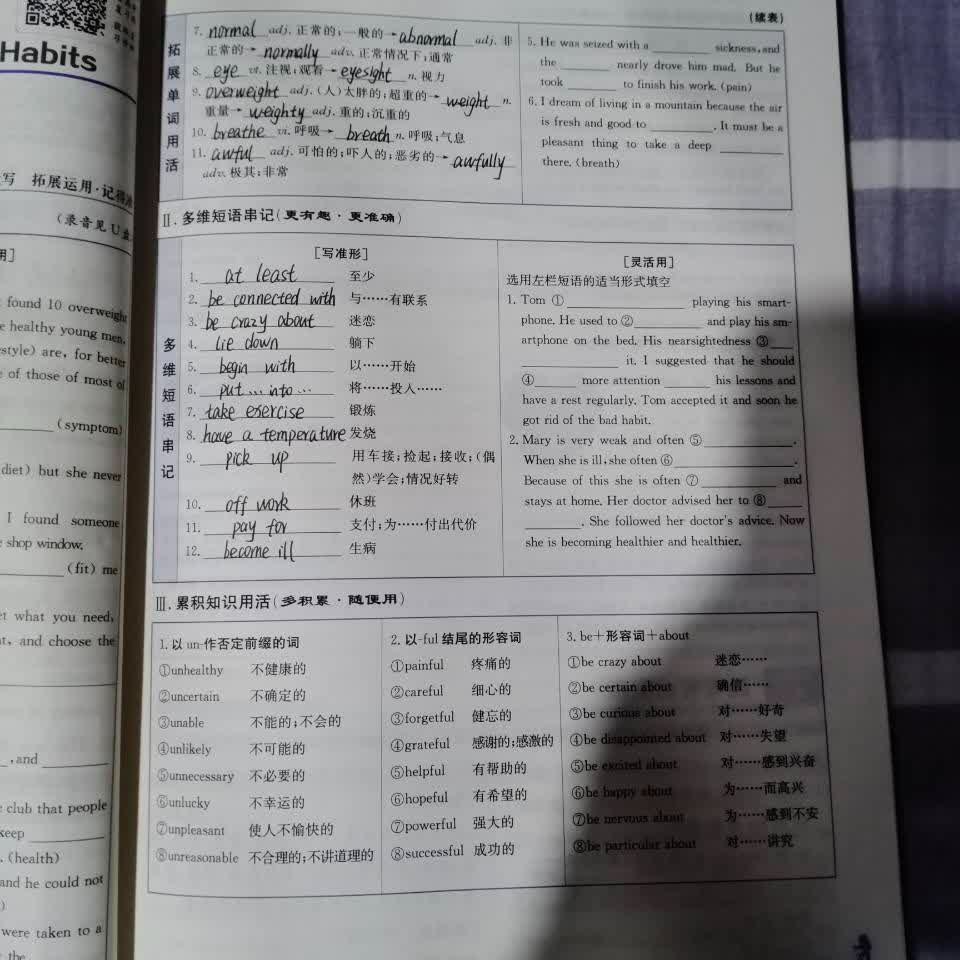 Habits
写 拓展运用·记得
(录音见 U 盘
用]
found 10 overweight
e healthy young men,
style) are, for better
e of those of most of
(symptom)
diet) but she never
I found someone
e shop window.
(fit) me
et what you need,
at, and choose the
, and
e club that people
keep
. (health)
and he could not
)
were taken to a
the
(续表)
拓展单词用活
7. normal adj. 正常的;一般的→abnormal adj. 非
正常的→ normally adv. 正常情况下;通常
8. eye vt. 注视;观看→eyesight n. 视力
9. overweight adj. (人)太胖的;超重的→ weight n.
重量→ weighty adj. 重的;沉重的
10. breathe vi. 呼吸→ breath n. 呼吸;气息
11. awful adj. 可怕的;吓人的;恶劣的→ awfully
adv. 极其;非常
5. He was seized with a ________ sickness, and
the ________ nearly drove him mad. But he
took ________ to finish his work. (pain)
6. I dream of living in a mountain because the air
is fresh and good to ________. It must be a
pleasant thing to take a deep ________
there. (breath)
Ⅱ. 多维短语串记(更有趣·更准确)
多维短语串记
[写准形]
1. at least 至少
2. be connected with 与……有联系
3. be crazy about 迷恋
4. lie down 躺下
5. begin with 以……开始
6. put ... into ... 将……投入……
7. take exercise 锻炼
8. have a temperature 发烧
9. pick up 用车接;捡起;接收;(偶
然)学会;情况好转
10. off work 休班
11. pay for 支付;为……付出代价
12. become ill 生病
[灵活用]
选用左栏短语的适当形式填空
1. Tom ①________ playing his smart-
phone. He used to ②________ and play his sm-
artphone on the bed. His nearsightedness ③____
________ it. I suggested that he should
④________ more attention ________ his lessons and
have a rest regularly. Tom accepted it and soon he
got rid of the bad habit.
2. Mary is very weak and often ⑤________.
When she is ill, she often ⑥________.
Because of this she is often ⑦________ and
stays at home. Her doctor advised her to ⑧____
________. She followed her doctor's advice. Now
she is becoming healthier and healthier.
Ⅲ. 累积知识用活(多积累·随便用)
1. 以 un-作否定前缀的词
①unhealthy 不健康的
②uncertain 不确定的
③unable 不能的;不会的
④unlikely 不可能的
⑤unnecessary 不必要的
⑥unlucky 不幸运的
⑦unpleasant 使人不愉快的
⑧unreasonable 不合理的;不讲道理的
2. 以-ful 结尾的形容词
①painful 疼痛的
②careful 细心的
③forgetful 健忘的
④grateful 感谢的;感激的
⑤helpful 有帮助的
⑥hopeful 有希望的
⑦powerful 强大的
⑧successful 成功的
3. be+形容词+about
①be crazy about 迷恋……
②be certain about 确信……
③be curious about 对……好奇
④be disappointed about 对……失望
⑤be excited about 对……感到兴奋
⑥be happy about 为……而高兴
⑦be nervous about 为……感到不安
⑧be particular about 对……讲究